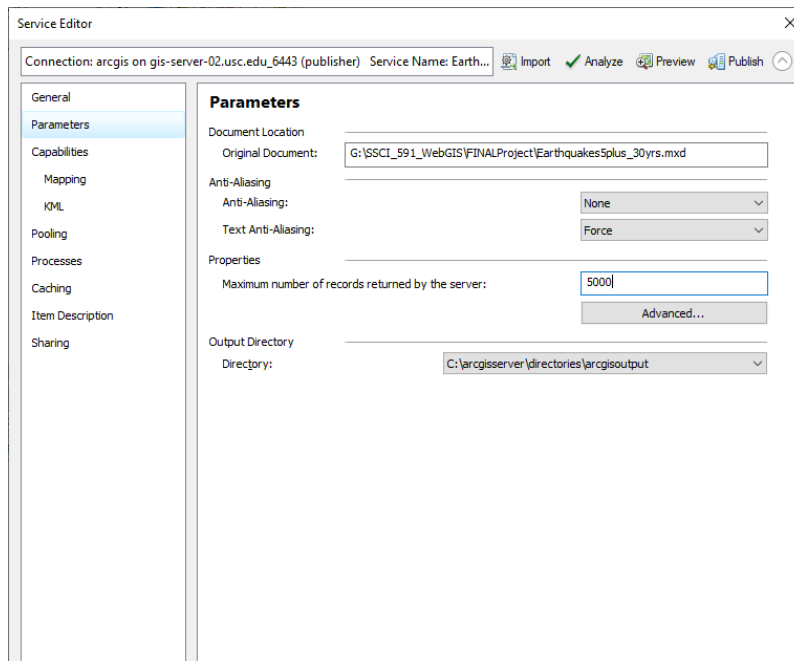 Service Editor
Connection: arcgis on gis-server-02.usc.edu_6443 (publisher) Service Name: Earth... Import Analyze Preview Publish
General
Parameters
Capabilities
Mapping
KML
Pooling
Processes
Caching
Item Description
Sharing
Parameters
Document Location
Original Document: G:\SSCI_591_WebGIS\FINALProject\Earthquakes5plus_30yrs.mxd
Anti-Aliasing
Anti-Aliasing: None
Text Anti-Aliasing: Force
Properties
Maximum number of records returned by the server: 5000
Advanced...
Output Directory
Directory: C:\arcgisserver\directories\arcgisoutput